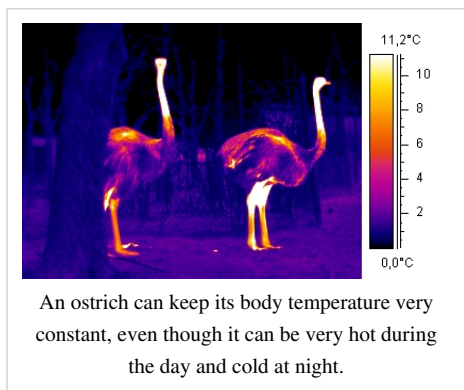 11,2°C
10
8
6
4
2
0,0°C
An ostrich can keep its body temperature very
constant, even though it can be very hot during
the day and cold at night.